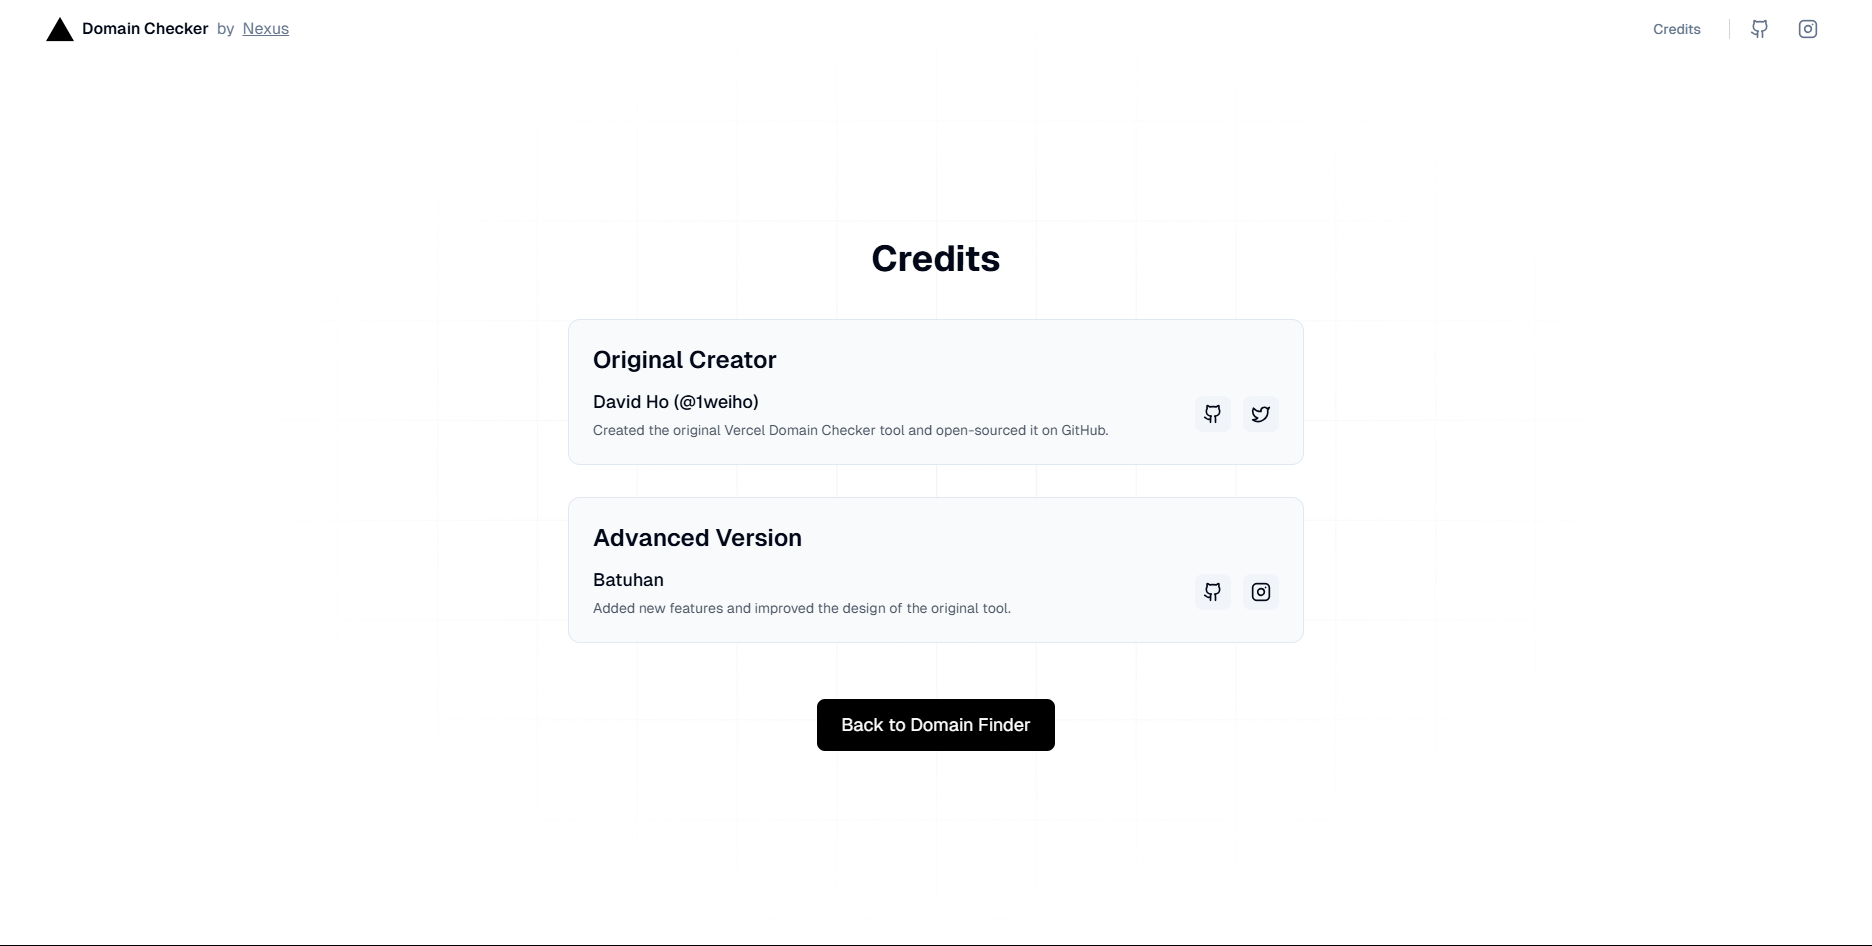 Domain Checker by Nexus
Credits
Credits
Original Creator
David Ho (@1weiho)
Created the original Vercel Domain Checker tool and open-sourced it on GitHub.
Advanced Version
Batuhan
Added new features and improved the design of the original tool.
Back to Domain Finder